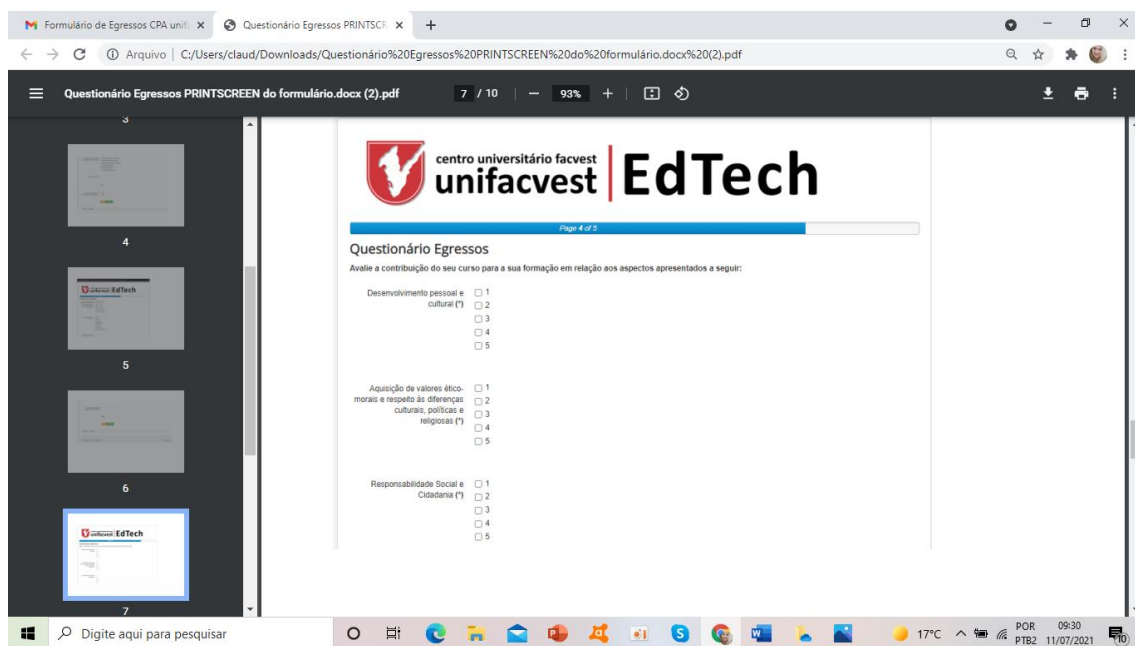 Formulário de Egressos CPA unif
Questionário Egressos PRINTSCR
Arquivo
C:/Users/claud/Downloads/Questionário%20Egressos%20PRINTSCREEN%20do%20formulário.docx%20(2).pdf
Questionário Egressos PRINTSCREEN do formulário.docx (2).pdf
7 / 10
93%
3
4
5
6
7
unifacvest EdTech
unifacvest EdTech
centro universitário facvest
unifacvest
EdTech
Page 4 of 5
Questionário Egressos
Avalie a contribuição do seu curso para a sua formação em relação aos aspectos apresentados a seguir:
Desenvolvimento pessoal e
cultural (*)
1
2
3
4
5
Aquisição de valores ético-
morais e respeito às diferenças
culturais, políticas e
religiosas (*)
1
2
3
4
5
Responsabilidade Social e
Cidadania (*)
1
2
3
4
5
Digite aqui para pesquisar
17°C
POR
PTB2
09:30
11/07/2021